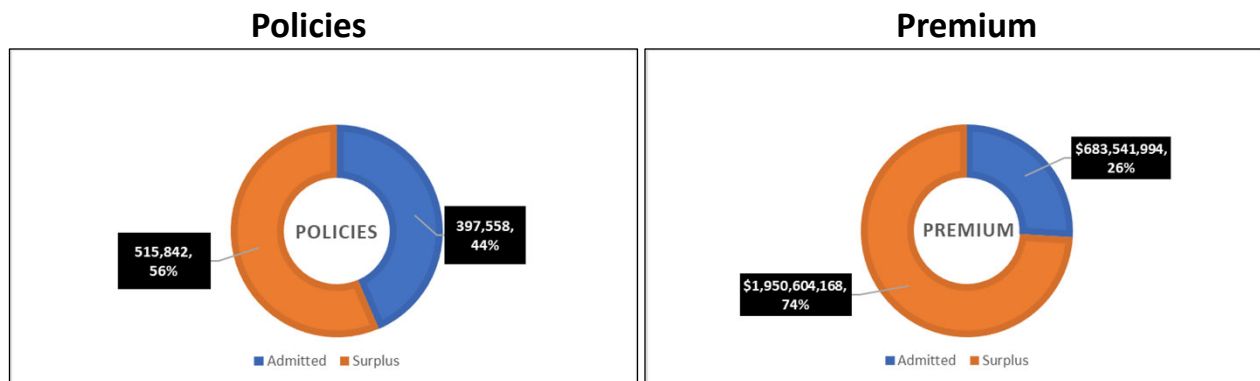 Policies
POLICIES
397,558,
44%
515,842,
56%
Admitted Surplus
Premium
PREMIUM
$683,541,994,
26%
$1,950,604,168,
74%
Admitted Surplus